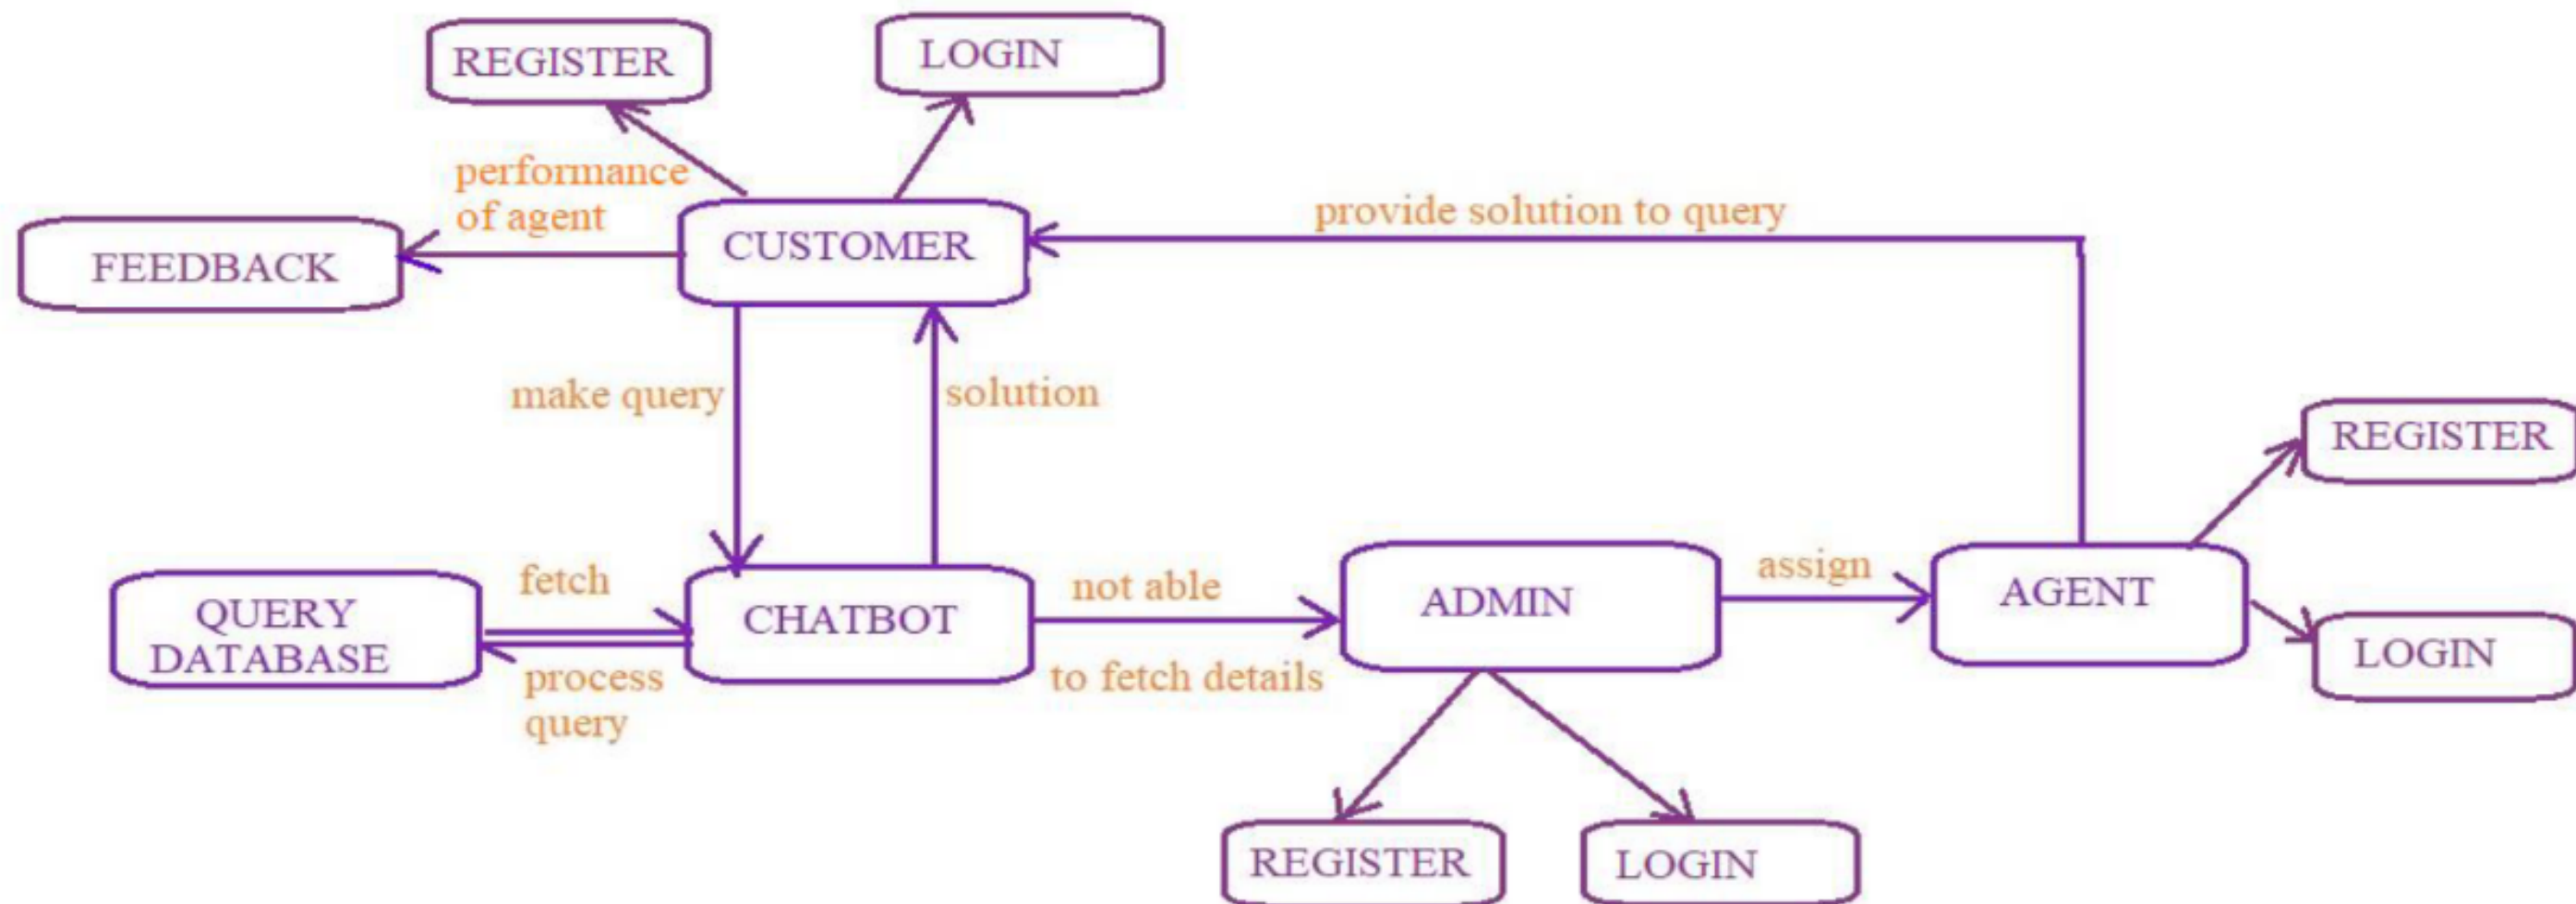 REGISTER
LOGIN
performance
of agent
provide solution to query
FEEDBACK
CUSTOMER
make query
solution
REGISTER
QUERY
DATABASE
fetch
process
query
CHATBOT
not able
to fetch details
ADMIN
assign
AGENT
LOGIN
REGISTER
LOGIN